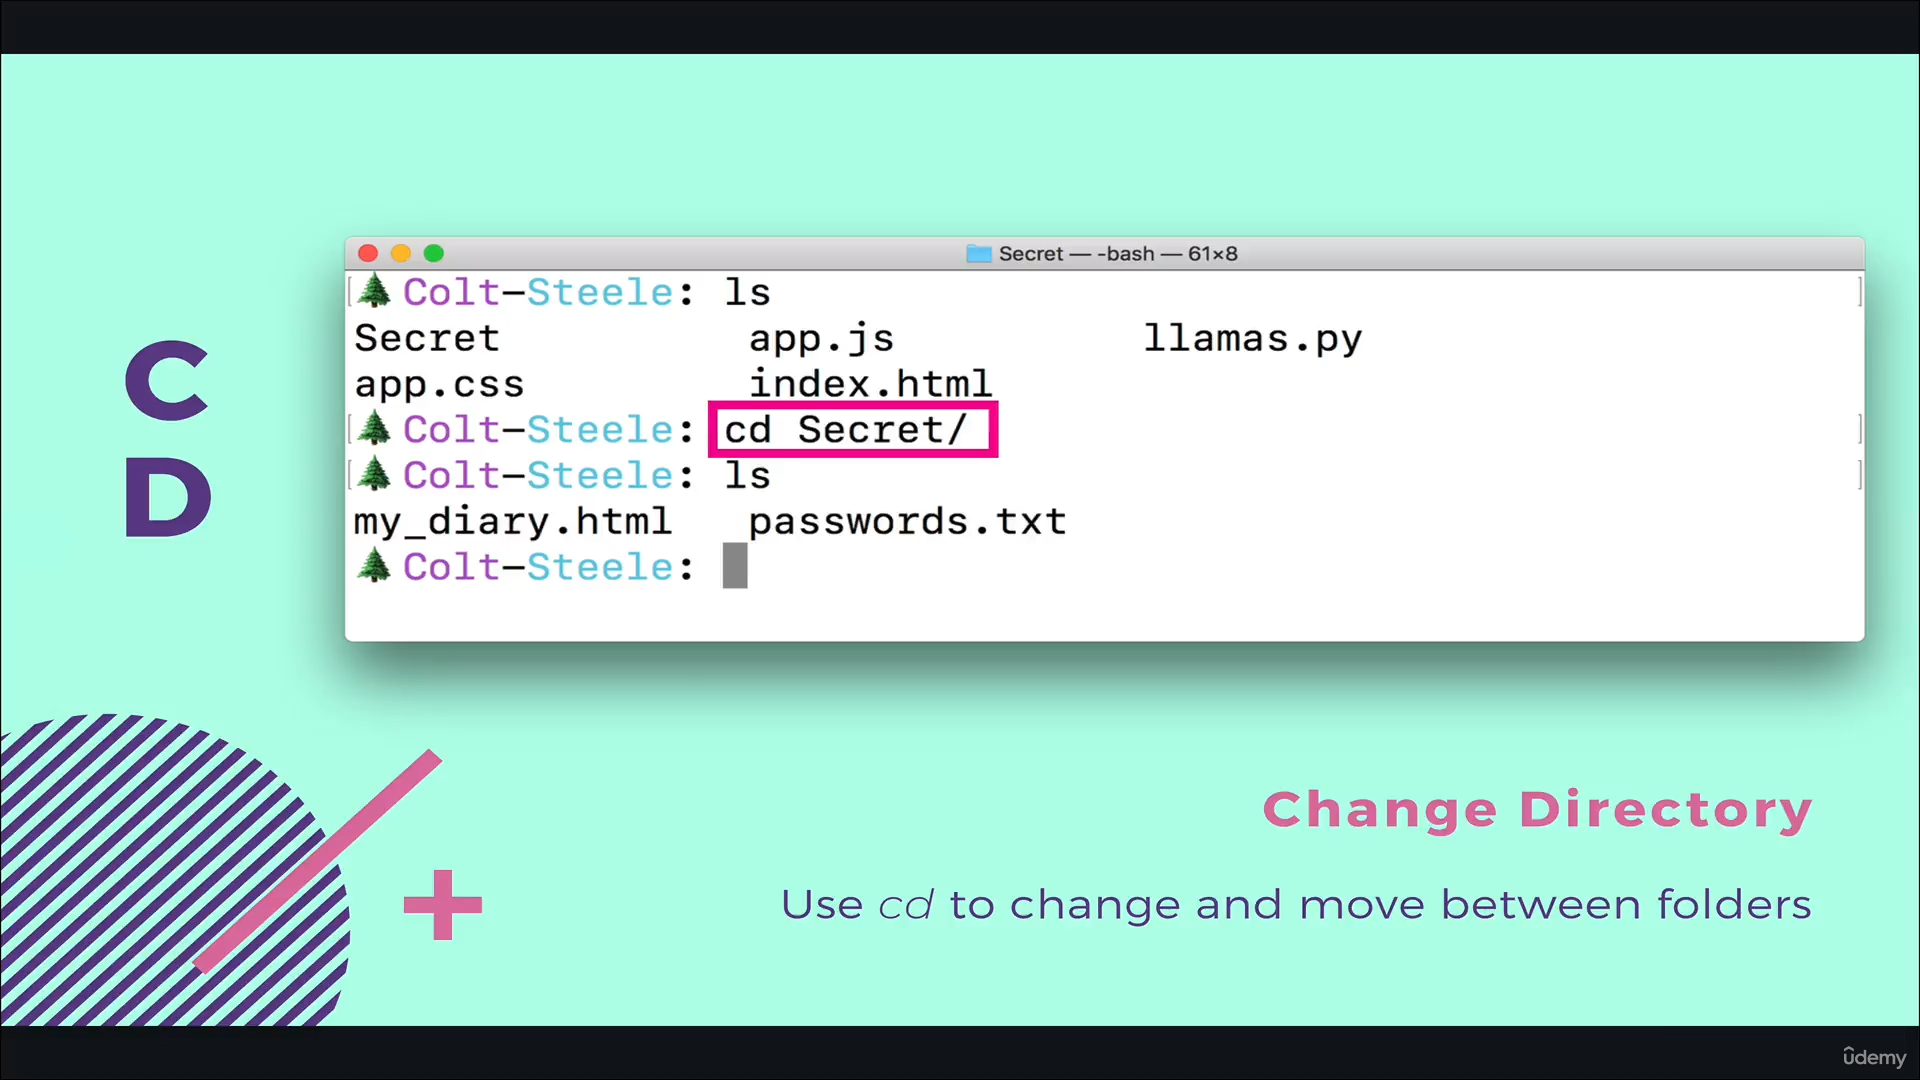 C
D
Secret — -bash — 61×8
Colt-Steele: ls
Secret app.js llamas.py
app.css index.html
Colt-Steele: cd Secret/
Colt-Steele: ls
my_diary.html passwords.txt
Colt-Steele:
Change Directory
Use cd to change and move between folders
ûdemy